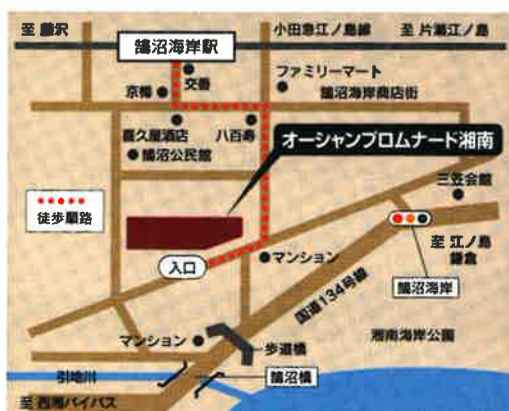 至 藤沢
鵠沼海岸駅
小田急江ノ島線
至 片瀬江ノ島
交番
京樽
ファミリーマート
鵠沼海岸商店街
喜久屋酒店
八百寿
鵠沼公民館
オーシャンプロムナード湘南
三笠会館
徒歩順路
入口
マンション
至 江ノ島
鎌倉
国道134号線
鵠沼海岸
マンション
歩道橋
湘南海岸公園
引地川
鵠沼橋
至 西湘バイパス